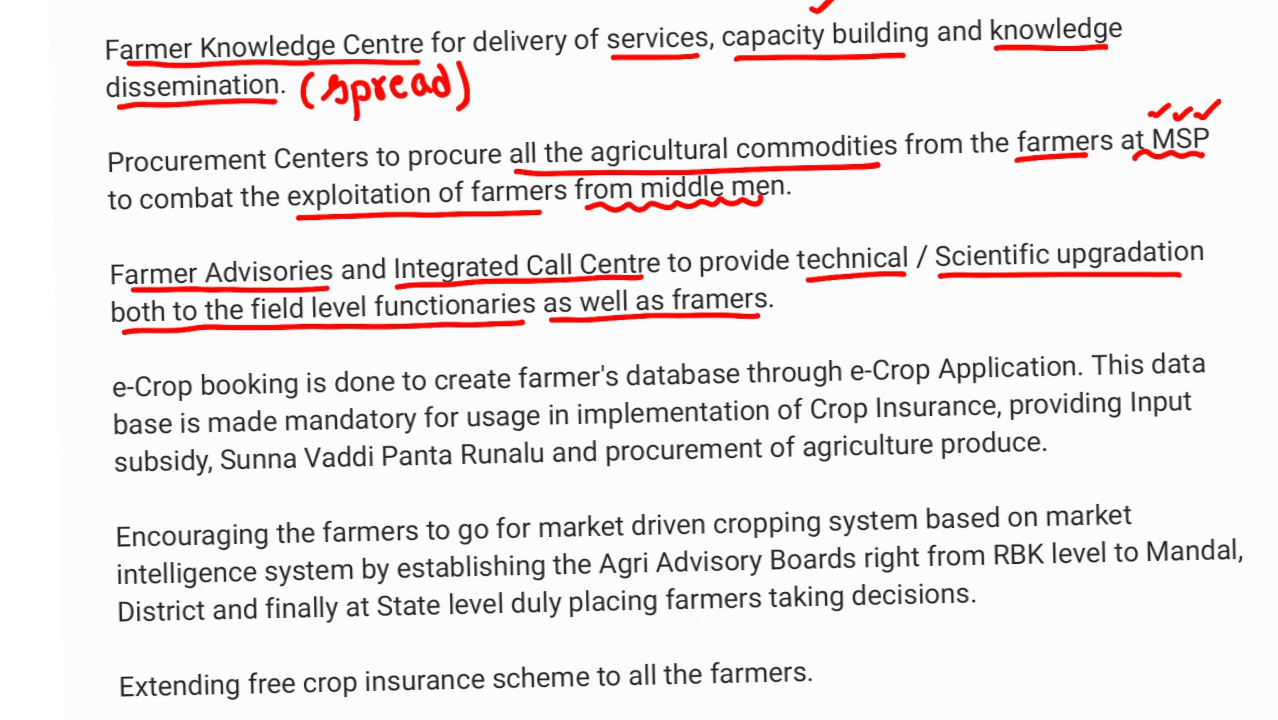 Farmer Knowledge Centre for delivery of services, capacity building and knowledge
dissemination. (spread)
Procurement Centers to procure all the agricultural commodities from the farmers at MSP
to combat the exploitation of farmers from middle men.
Farmer Advisories and Integrated Call Centre to provide technical / Scientific upgradation
both to the field level functionaries as well as framers.
e-Crop booking is done to create farmer's database through e-Crop Application. This data
base is made mandatory for usage in implementation of Crop Insurance, providing Input
subsidy, Sunna Vaddi Panta Runalu and procurement of agriculture produce.
Encouraging the farmers to go for market driven cropping system based on market
intelligence system by establishing the Agri Advisory Boards right from RBK level to Mandal,
District and finally at State level duly placing farmers taking decisions.
Extending free crop insurance scheme to all the farmers.